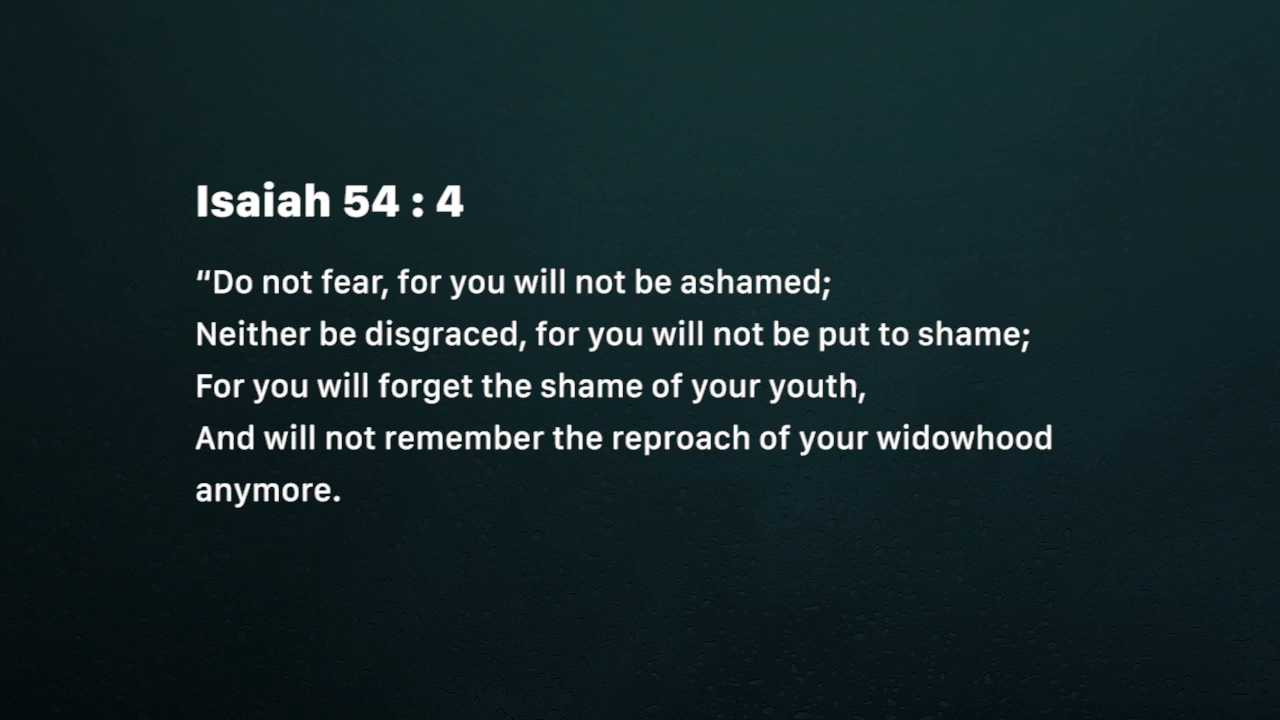 Isaiah 54 : 4
“Do not fear, for you will not be ashamed;
Neither be disgraced, for you will not be put to shame;
For you will forget the shame of your youth,
And will not remember the reproach of your widowhood
anymore.